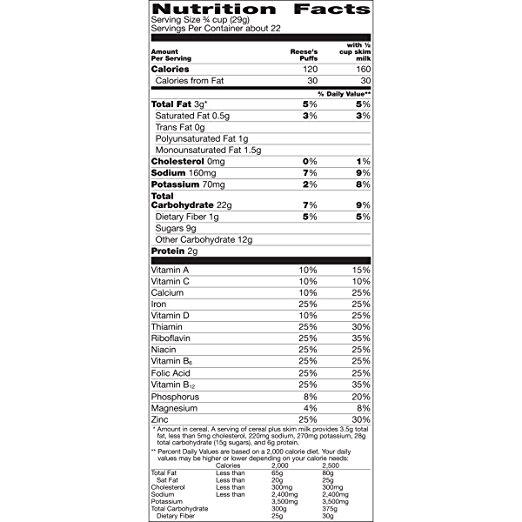 Nutrition Facts
Serving Size ¾ cup (29g)
Servings Per Container about 22
Amount Per Serving Reese's Puffs with ½ cup skim milk
Calories 120 160
Calories from Fat 30 30
% Daily Value**
Total Fat 3g* 5% 5%
Saturated Fat 0.5g 3% 3%
Trans Fat 0g
Polyunsaturated Fat 1g
Monounsaturated Fat 1.5g
Cholesterol 0mg 0% 1%
Sodium 160mg 7% 9%
Potassium 70mg 2% 8%
Total
Carbohydrate 22g 7% 9%
Dietary Fiber 1g 5% 5%
Sugars 9g
Other Carbohydrate 12g
Protein 2g
Vitamin A 10% 15%
Vitamin C 10% 10%
Calcium 10% 25%
Iron 25% 25%
Vitamin D 10% 25%
Thiamin 25% 30%
Riboflavin 25% 35%
Niacin 25% 25%
Vitamin B₆ 25% 25%
Folic Acid 25% 25%
Vitamin B₁₂ 25% 35%
Phosphorus 8% 20%
Magnesium 4% 8%
Zinc 25% 30%
* Amount in cereal. A serving of cereal plus skim milk provides 3.5g total
fat, less than 5mg cholesterol, 220mg sodium, 270mg potassium, 28g
total carbohydrate (15g sugars), and 6g protein.
** Percent Daily Values are based on a 2,000 calorie diet. Your daily
values may be higher or lower depending on your calorie needs:
Calories 2,000 2,500
Total Fat Less than 65g 80g
Sat Fat Less than 20g 25g
Cholesterol Less than 300mg 300mg
Sodium Less than 2,400mg 2,400mg
Potassium 3,500mg 3,500mg
Total Carbohydrate 300g 375g
Dietary Fiber 25g 30g